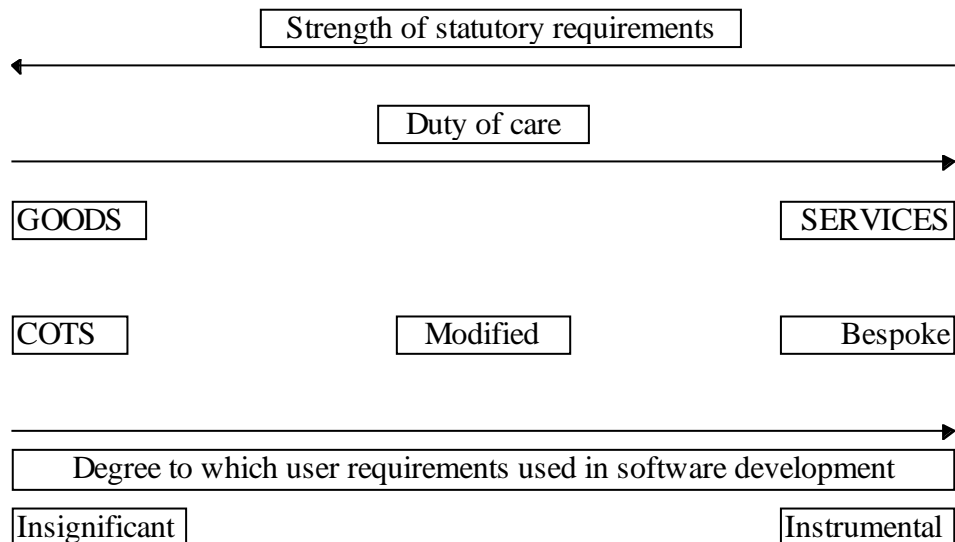 Strength of statutory requirements
Duty of care
GOODS SERVICES
COTS Modified Bespoke
Degree to which user requirements used in software development
Insignificant Instrumental